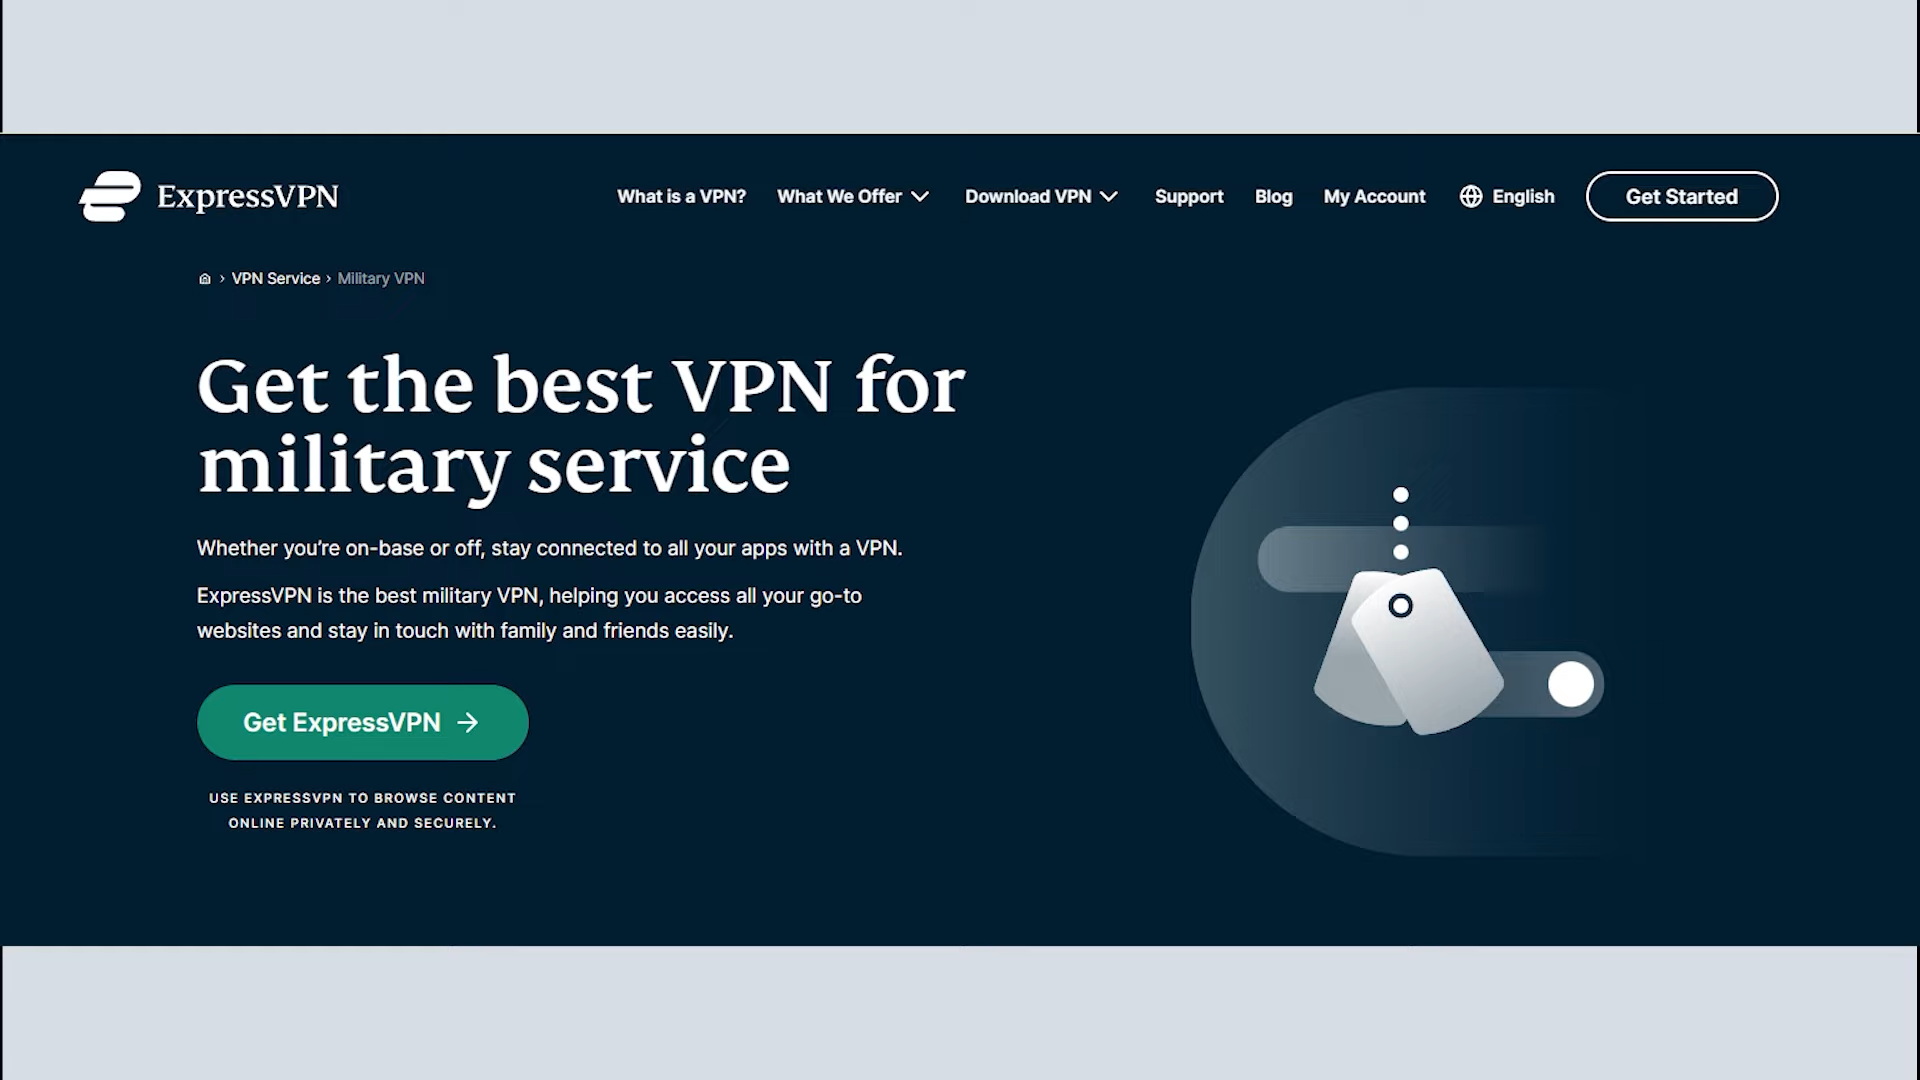 ExpressVPN
What is a VPN? What We Offer Download VPN Support Blog My Account English Get Started
› VPN Service › Military VPN
Get the best VPN for
military service
Whether you’re on-base or off, stay connected to all your apps with a VPN.
ExpressVPN is the best military VPN, helping you access all your go-to
websites and stay in touch with family and friends easily.
Get ExpressVPN →
USE EXPRESSVPN TO BROWSE CONTENT
ONLINE PRIVATELY AND SECURELY.